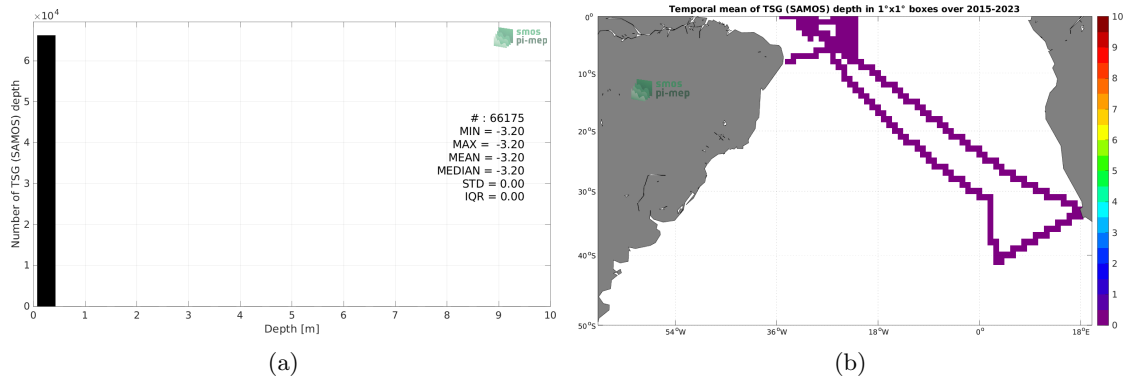 ×10⁴
Number of TSG (SAMOS) depth
6
5
4
3
2
1
0
0 1 2 3 4 5 6 7 8 9 10
Depth [m]
smos
pi-mep
# : 66175
MIN = -3.20
MAX = -3.20
MEAN = -3.20
MEDIAN = -3.20
STD = 0.00
IQR = 0.00
(a)
Temporal mean of TSG (SAMOS) depth in 1°x1° boxes over 2015-2023
0°
10°S
20°S
30°S
40°S
50°S
54°W 36°W 18°W 0° 18°E
smos
pi-mep
10
9
8
7
6
5
4
3
2
1
0
(b)